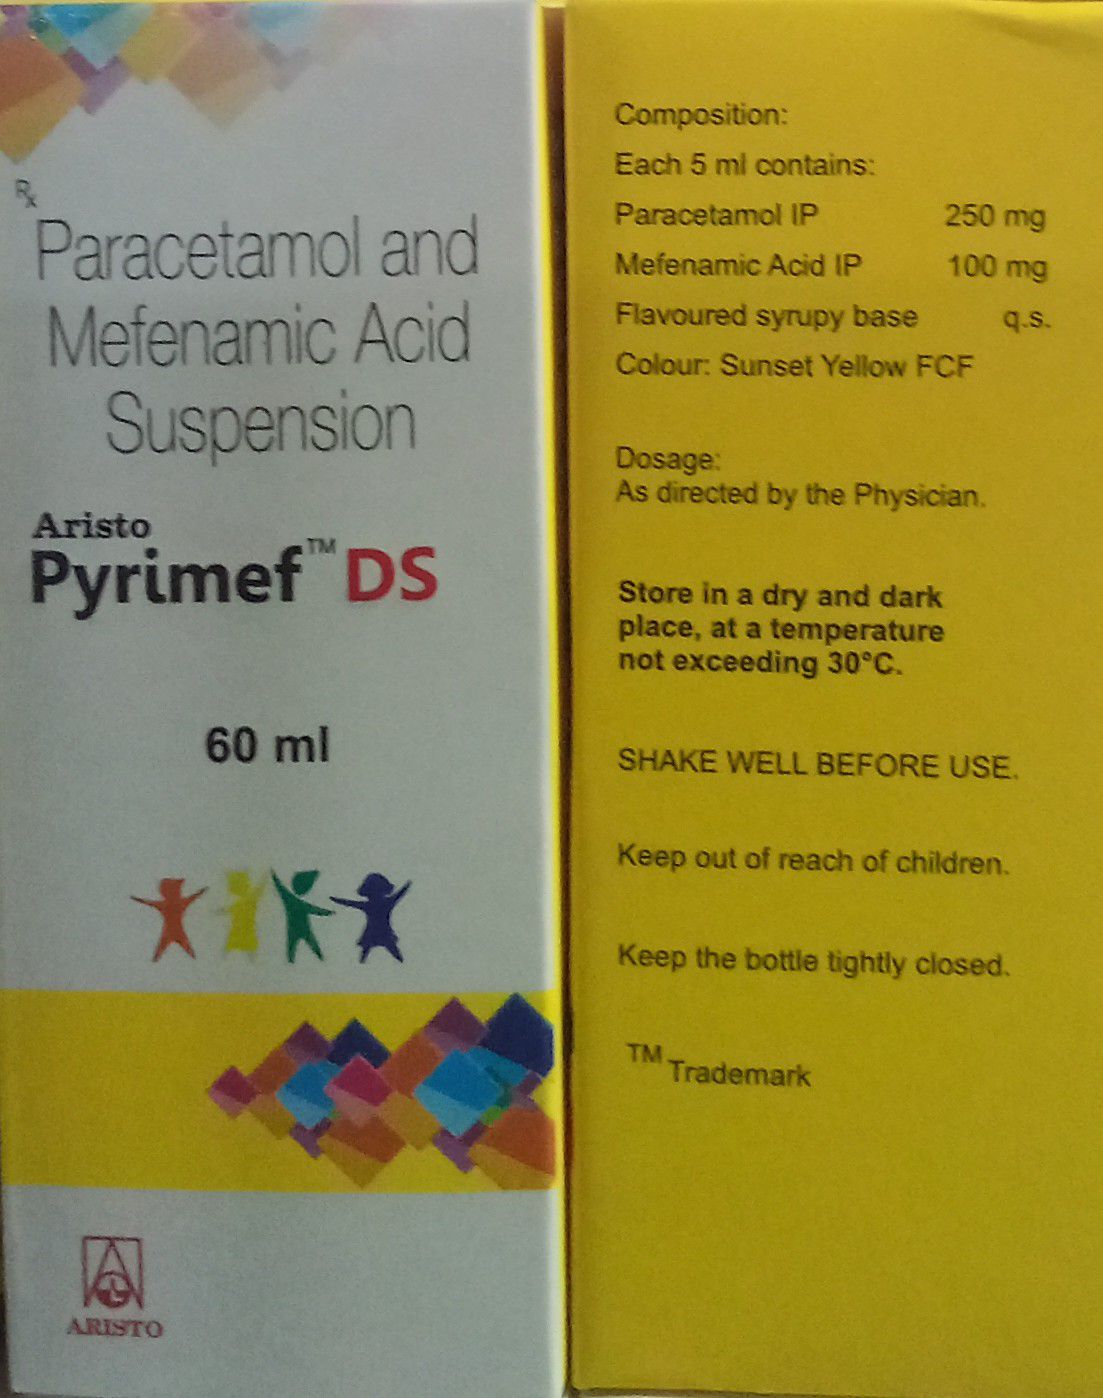 Rx
Paracetamol and
Mefenamic Acid
Suspension
Aristo
Pyrimef™ DS
60 ml
ARISTO
Composition:
Each 5 ml contains:
Paracetamol IP 250 mg
Mefenamic Acid IP 100 mg
Flavoured syrupy base q.s.
Colour: Sunset Yellow FCF
Dosage:
As directed by the Physician.
Store in a dry and dark
place, at a temperature
not exceeding 30°C.
SHAKE WELL BEFORE USE.
Keep out of reach of children.
Keep the bottle tightly closed.
™ Trademark